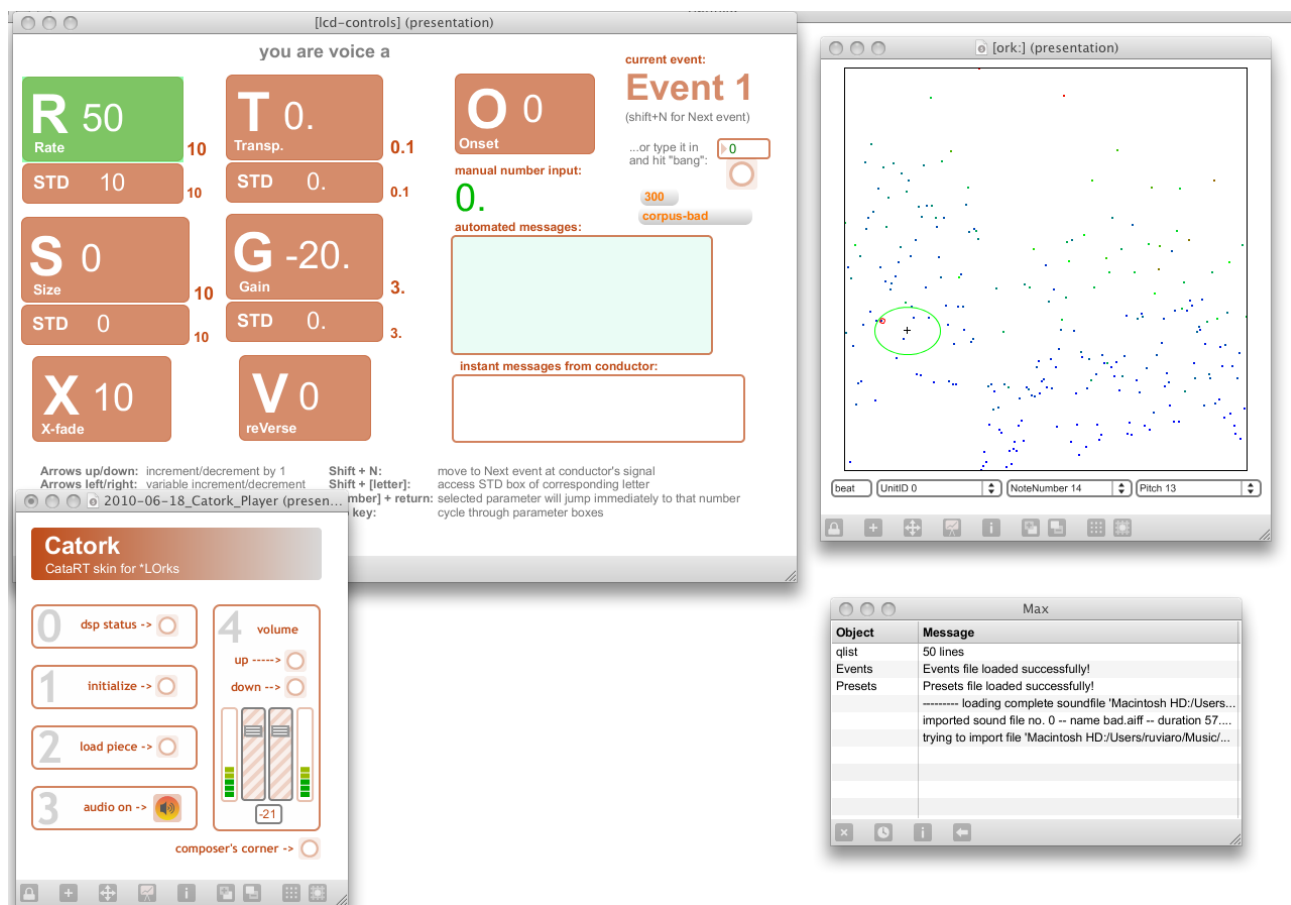 [lcd-controls] (presentation)
you are voice a
R 50
Rate
10
STD 10
10
T 0.
Transp.
0.1
STD 0.
0.1
O 0
Onset
current event:
Event 1
(shift+N for Next event)
...or type it in
and hit "bang":
0
300
corpus-bad
manual number input:
0.
automated messages:
S 0
Size
10
STD 0
10
G -20.
Gain
3.
STD 0.
3.
X 10
X-fade
V 0
reVerse
instant messages from conductor:
Arrows up/down: increment/decrement by 1
Arrows left/right: variable increment/decrement
Shift + N: move to Next event at conductor's signal
Shift + [letter]: access STD box of corresponding letter
mber] + return: selected parameter will jump immediately to that number
key: cycle through parameter boxes
2010-06-18_Catork_Player (presen...
Catork
CataRT skin for *LOrks
0 dsp status ->
1 initialize ->
2 load piece ->
3 audio on ->
4 volume
up ----->
down -->
-21
composer's corner ->
[ork:] (presentation)
beat
UnitID 0
NoteNumber 14
Pitch 13
Max
Object Message
qlist 50 lines
Events Events file loaded successfully!
Presets Presets file loaded successfully!
--------- loading complete soundfile 'Macintosh HD:/Users...
imported sound file no. 0 -- name bad.aiff -- duration 57....
trying to import file 'Macintosh HD:/Users/ruviaro/Music/...